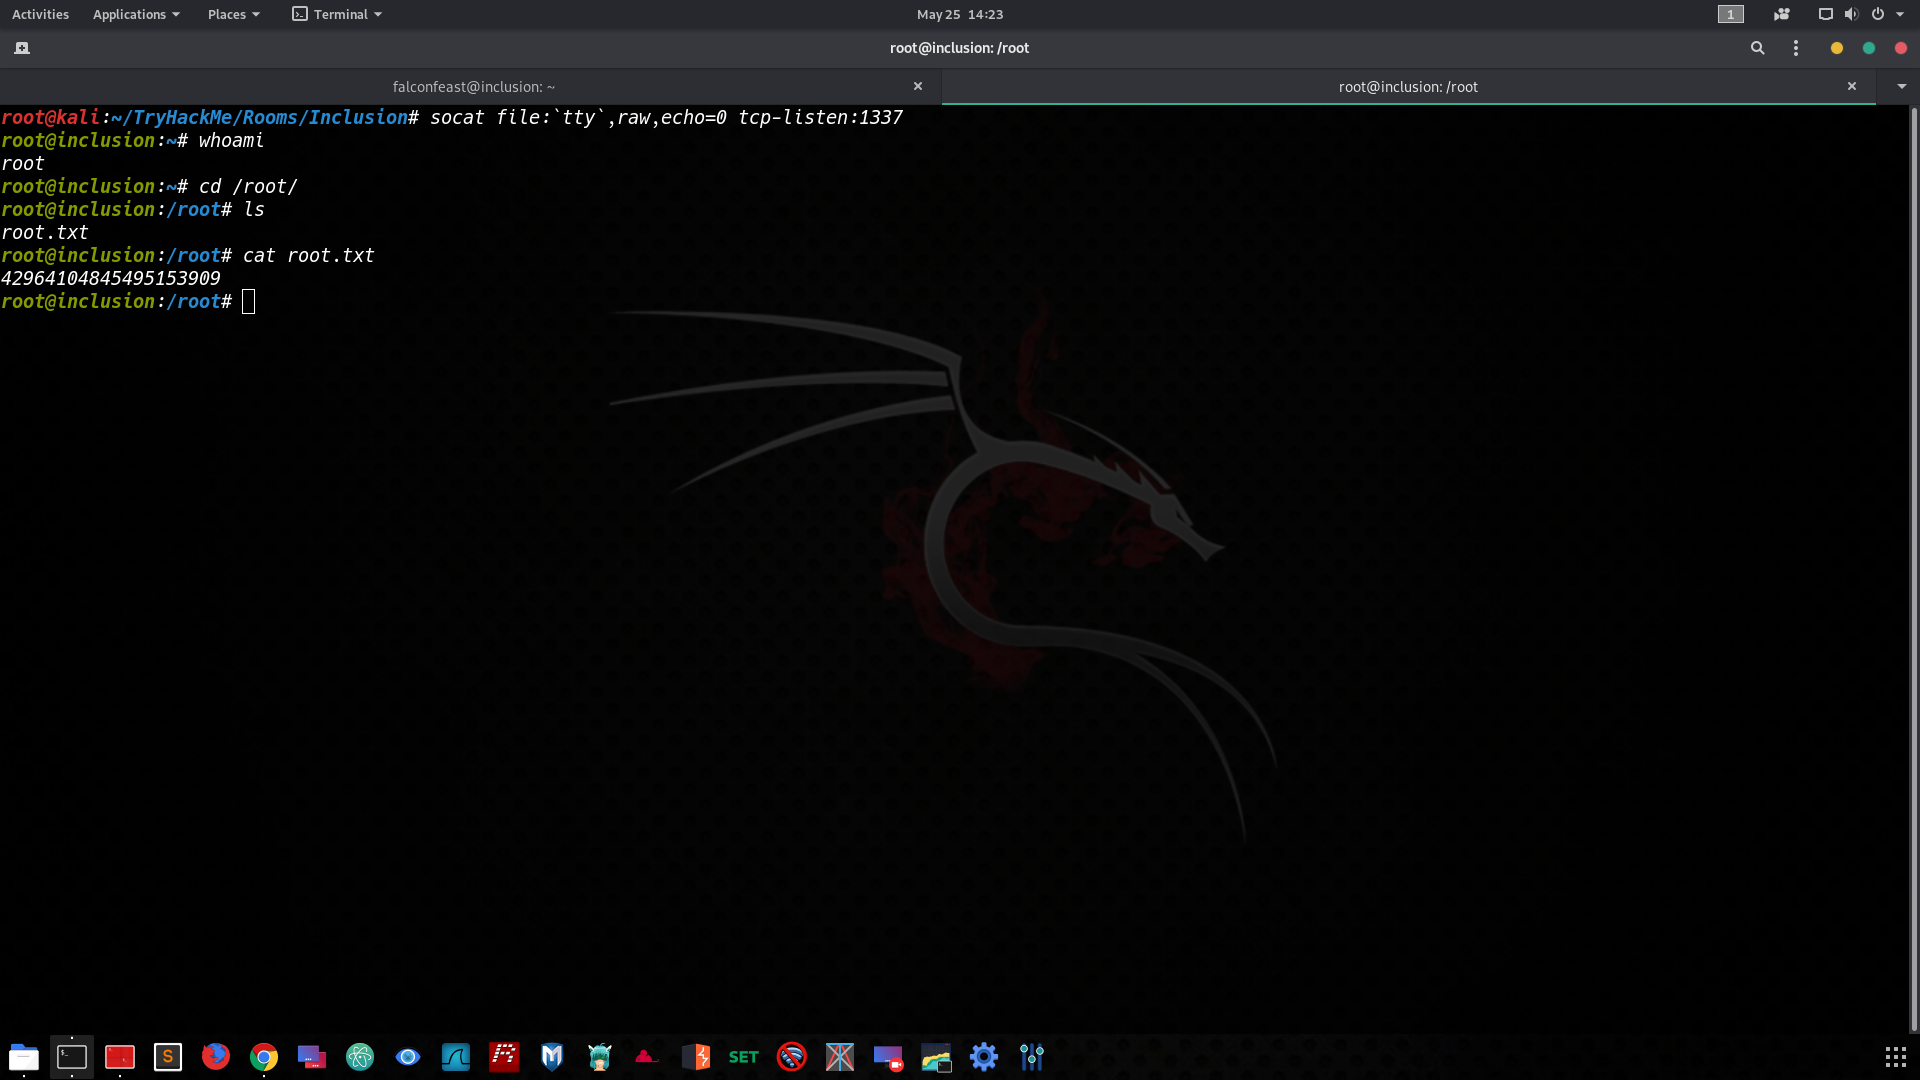 Activities Applications Places Terminal May 25 14:23 1
root@inclusion: /root
falconfeast@inclusion: ~ root@inclusion: /root
root@kali:~/TryHackMe/Rooms/Inclusion# socat file:`tty`,raw,echo=0 tcp-listen:1337
root@inclusion:~# whoami
root
root@inclusion:~# cd /root/
root@inclusion:/root# ls
root.txt
root@inclusion:/root# cat root.txt
42964104845495153909
root@inclusion:/root#
S SET